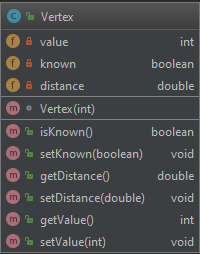 C Vertex
f value int
f known boolean
f distance double
m Vertex(int)
m isKnown() boolean
m setKnown(boolean) void
m getDistance() double
m setDistance(double) void
m getValue() int
m setValue(int) void